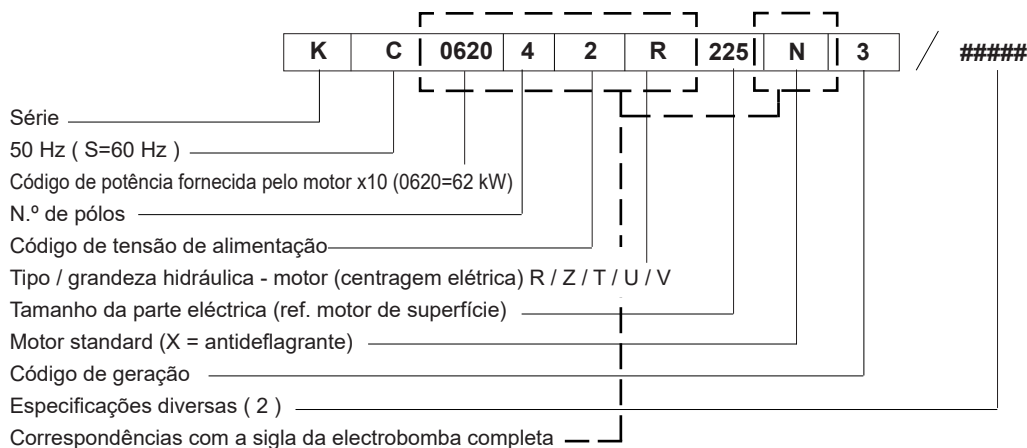 K C 0620 4 2 R 225 N 3 / #####
Série
50 Hz ( S=60 Hz )
Código de potência fornecida pelo motor x10 (0620=62 kW)
N.º de pólos
Código de tensão de alimentação
Tipo / grandeza hidráulica - motor (centragem elétrica) R / Z / T / U / V
Tamanho da parte eléctrica (ref. motor de superfície)
Motor standard (X = antideflagrante)
Código de geração
Especificações diversas ( 2 )
Correspondências com a sigla da electrobomba completa